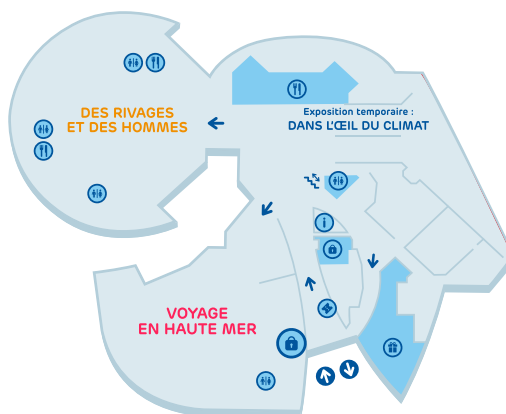 DES RIVAGES
ET DES HOMMES
Exposition temporaire :
DANS L'ŒIL DU CLIMAT
i
VOYAGE
EN HAUTE MER